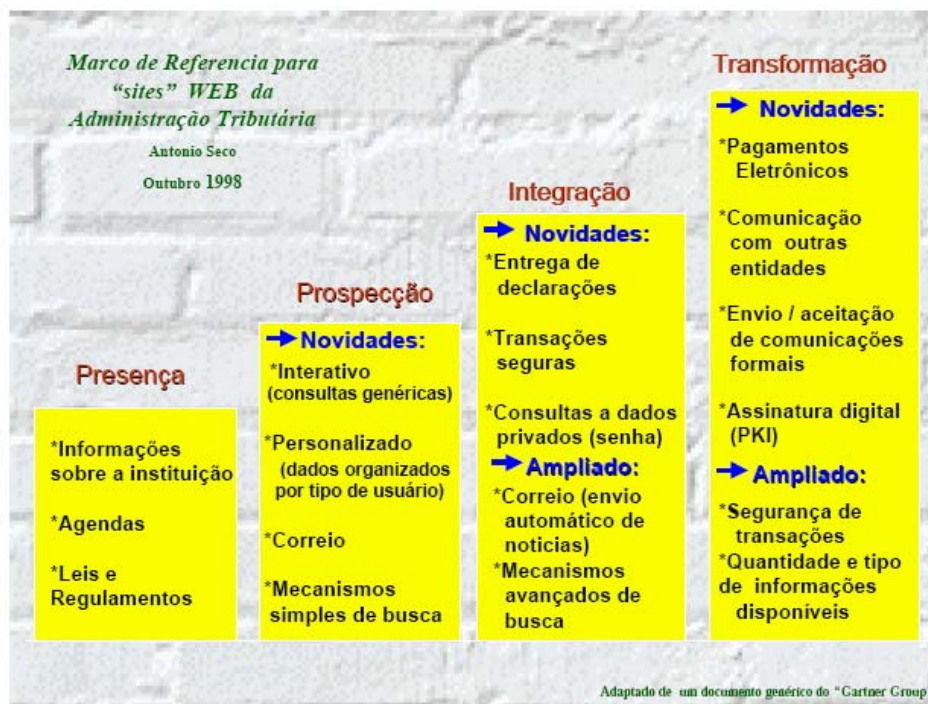 Marco de Referencia para
“sites” WEB da
Administração Tributária
Antonio Seco
Outubro 1998
Presença
*Informações
sobre a instituição
*Agendas
*Leis e
Regulamentos
Prospecção
Novidades:
*Interativo
(consultas genéricas)
*Personalizado
(dados organizados
por tipo de usuário)
*Correio
*Mecanismos
simples de busca
Integração
Novidades:
*Entrega de
declarações
*Transações
seguras
*Consultas a dados
privados (senha)
Ampliado:
*Correio (envio
automático de
noticias)
*Mecanismos
avançados de
busca
Transformação
Novidades:
*Pagamentos
Eletrônicos
*Comunicação
com outras
entidades
*Envio / aceitação
de comunicações
formais
*Assinatura digital
(PKI)
Ampliado:
*Segurança de
transações
*Quantidade e tipo
de informações
disponíveis
Adaptado de um documento genérico do “Gartner Group